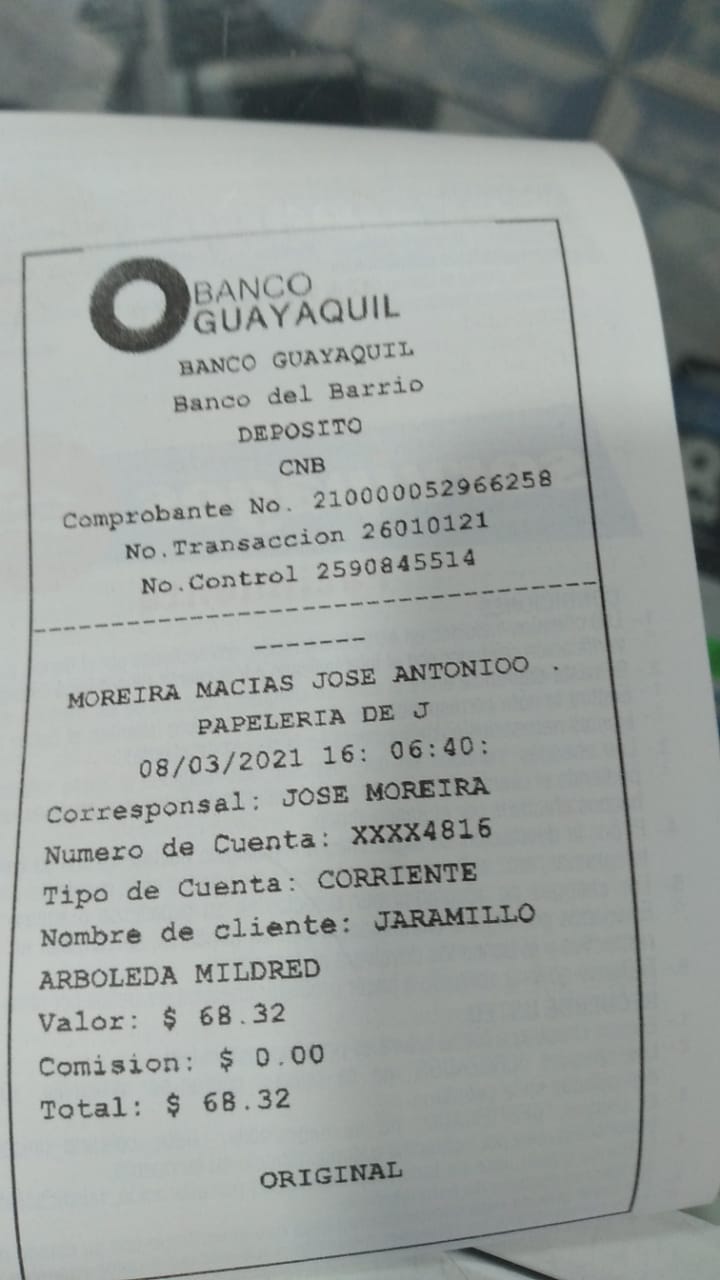 BANCO
GUAYAQUIL
BANCO GUAYAQUIL
Banco del Barrio
DEPOSITO
CNB
Comprobante No. 210000052966258
No.Transaccion 26010121
No.Control 2590845514
----------------------------------------
-------
MOREIRA MACIAS JOSE ANTONIOO .
PAPELERIA DE J
08/03/2021 16: 06:40:
Corresponsal: JOSE MOREIRA
Numero de Cuenta: XXXX4816
Tipo de Cuenta: CORRIENTE
Nombre de cliente: JARAMILLO
ARBOLEDA MILDRED
Valor: $ 68.32
Comision: $ 0.00
Total: $ 68.32
ORIGINAL